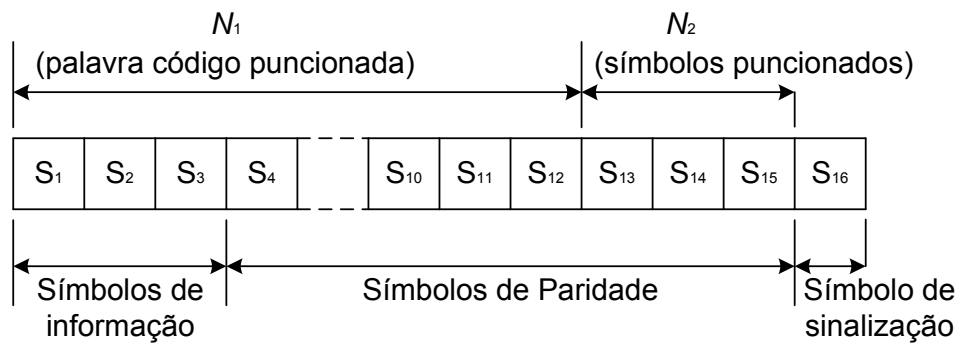 N1 N2
(palavra código puncionada) (símbolos puncionados)
S1 S2 S3 S4 S10 S11 S12 S13 S14 S15 S16
Símbolos de informação
Símbolos de Paridade
Símbolo de sinalização